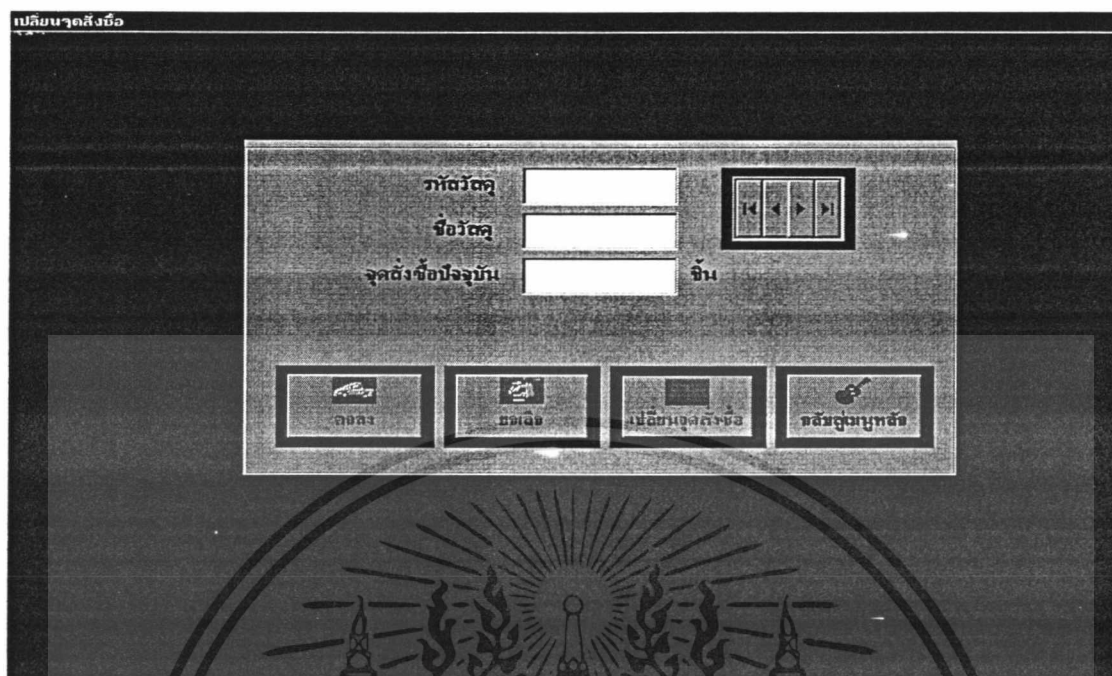 เปลี่ยนจุดสั่งซื้อ
รหัสวัสดุ
ชื่อวัสดุ
จุดสั่งซื้อปัจจุบัน ชิ้น
ตกลง ยกเลิก เปลี่ยนจุดสั่งซื้อ กลับสู่เมนูหลัก